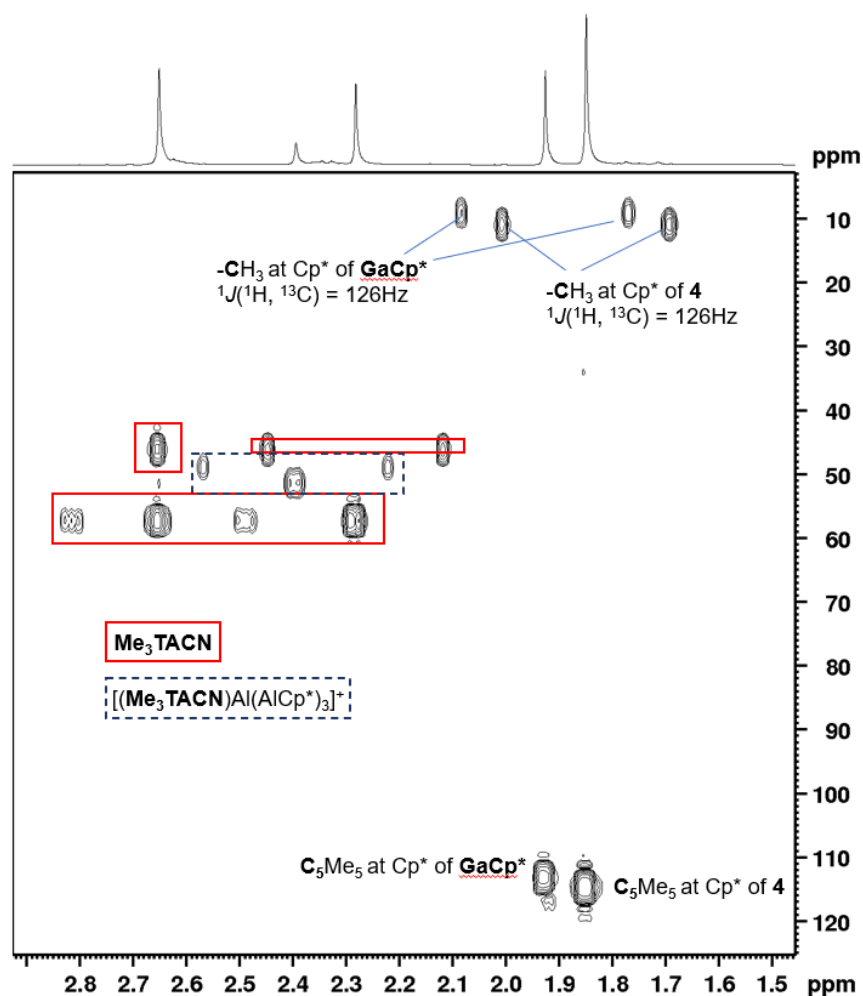 ppm
10
-CH₃ at Cp* of GaCp*
¹J(¹H, ¹³C) = 126Hz
-CH₃ at Cp* of 4
¹J(¹H, ¹³C) = 126Hz
20
30
40
50
60
70
Me₃TACN
80
[(Me₃TACN)Al(AlCp*)₃]⁺
90
100
110
C₅Me₅ at Cp* of GaCp*
C₅Me₅ at Cp* of 4
120
2.8 2.7 2.6 2.5 2.4 2.3 2.2 2.1 2.0 1.9 1.8 1.7 1.6 1.5 ppm